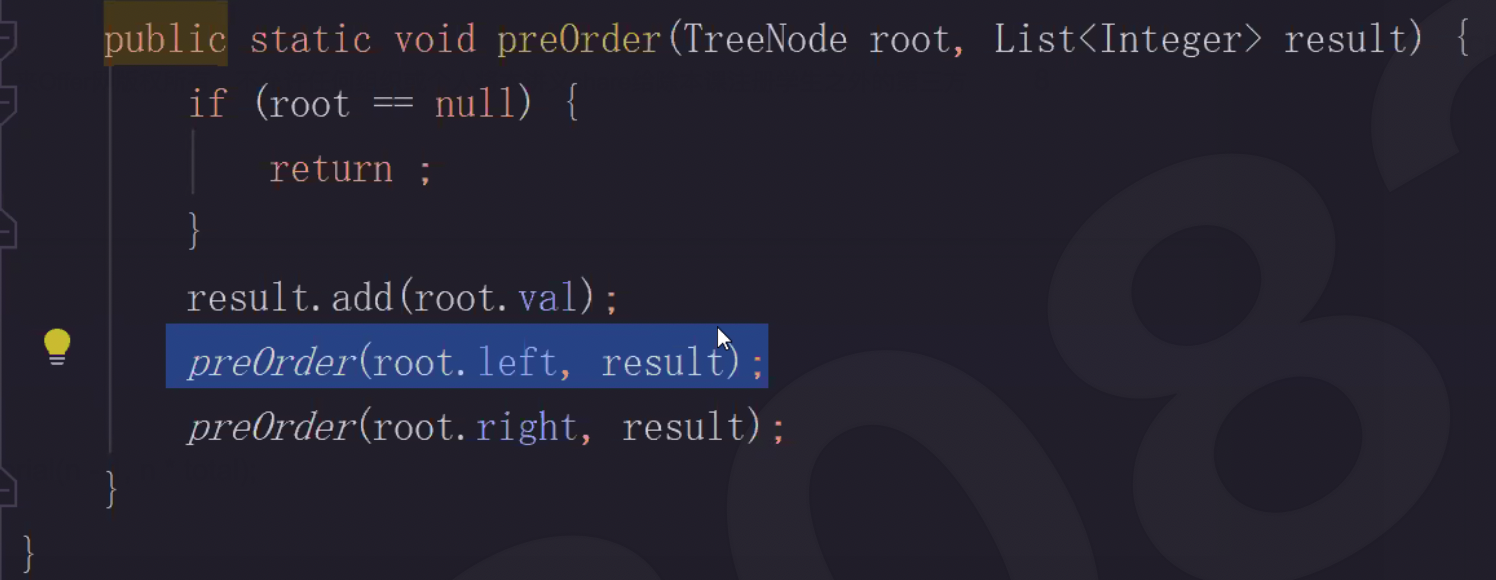 public static void preOrder(TreeNode root, List<Integer> result) {
if (root == null) {
return ;
}
result.add(root.val);
preOrder(root.left, result);
preOrder(root.right, result);
}
}